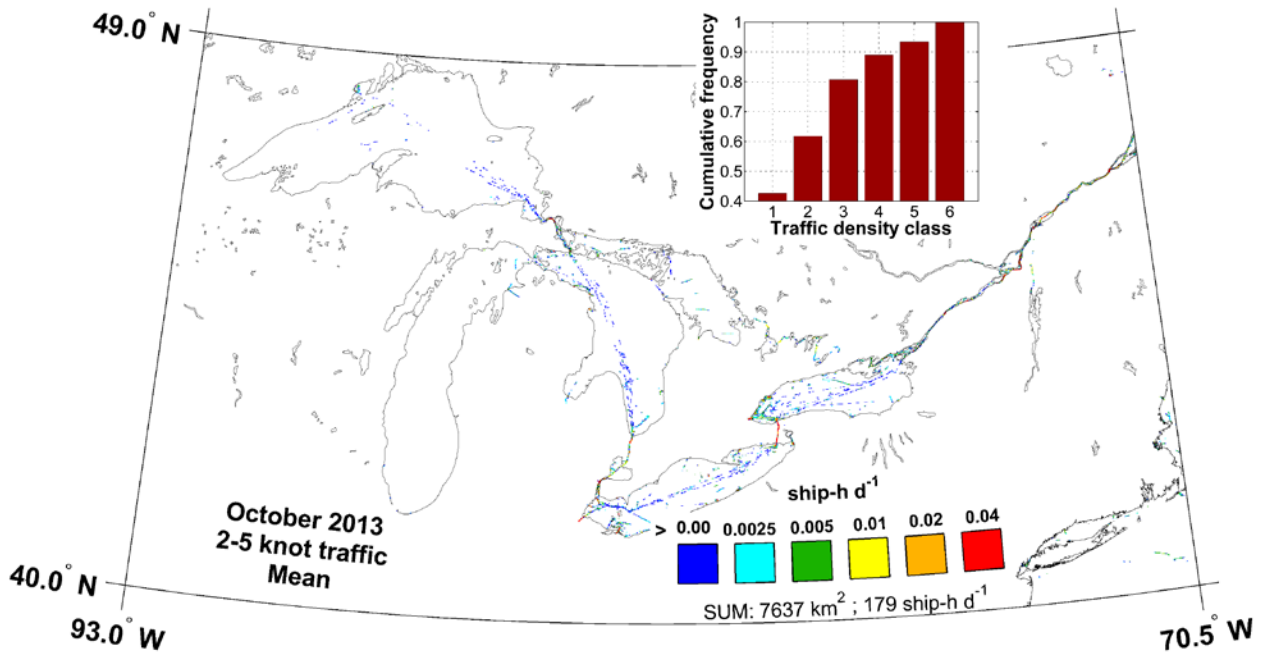 49.0° N
1
0.9
0.8
0.7
0.6
0.5
0.4
Cumulative frequency
1 2 3 4 5 6
Traffic density class
ship-h d⁻¹
> 0.00 0.0025 0.005 0.01 0.02 0.04
SUM: 7637 km² ; 179 ship-h d⁻¹
October 2013
2-5 knot traffic
Mean
40.0° N
93.0° W
70.5° W